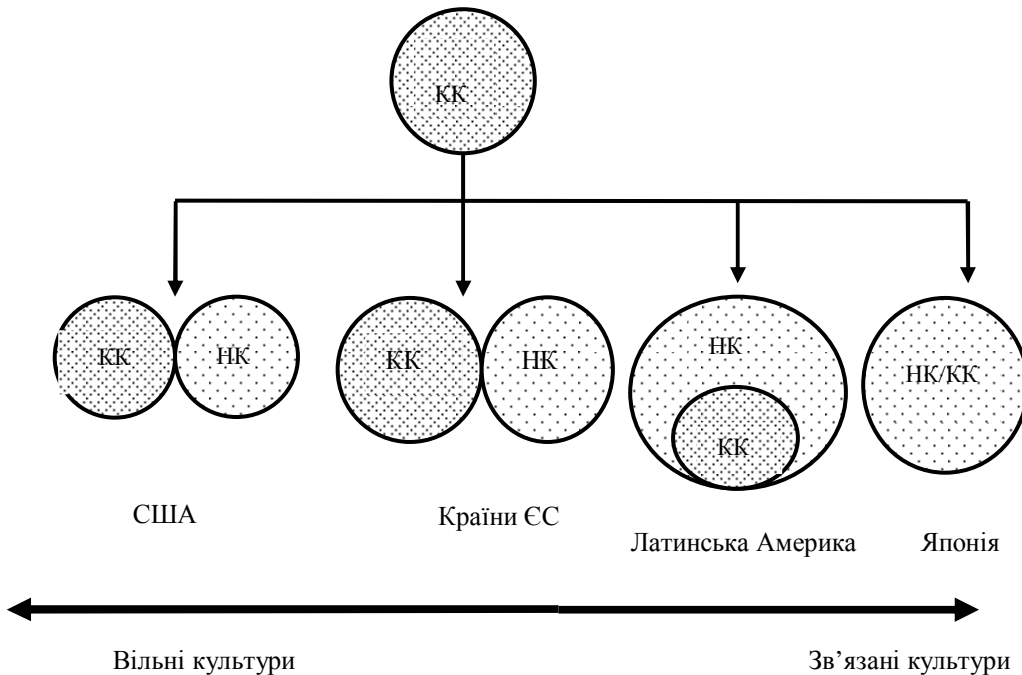 КК
КК
НК
КК
НК
НК
КК
НК/КК
США
Країни ЄС
Латинська Америка
Японія
Вільні культури
Зв’язані культури